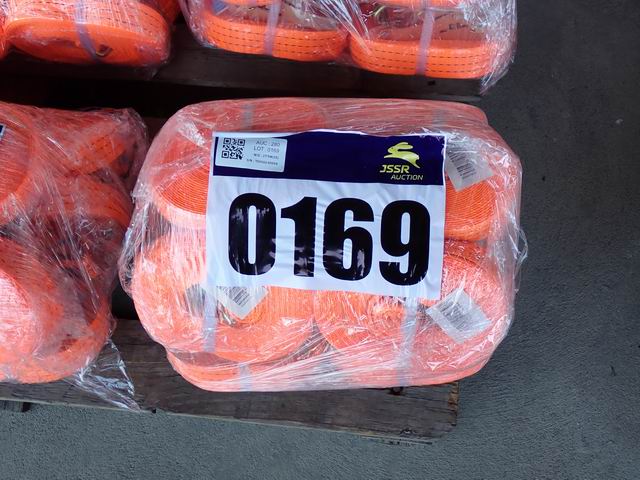 AUC : 280
LOT : 0169
JSSR
AUCTION
0169